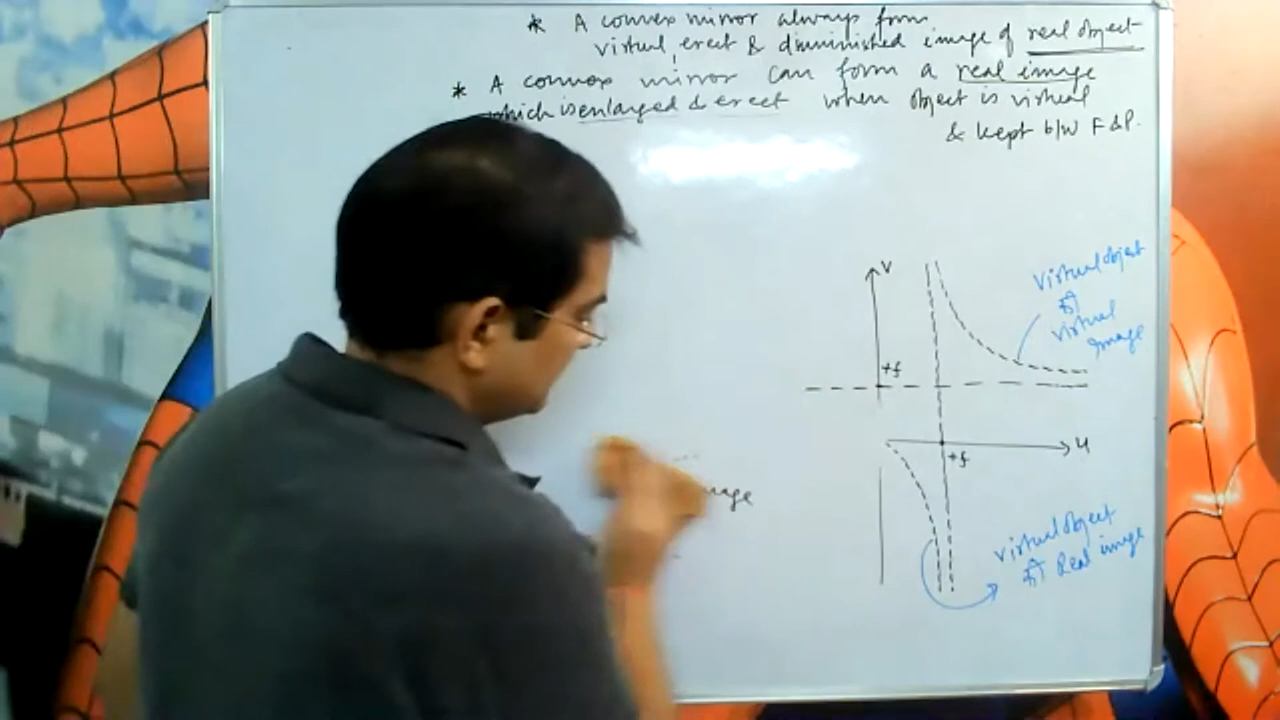 * A convex mirror always form
virtual, erect & diminished image of real object
* A convex mirror can form a real image
which is enlarged & erect when object is virtual
& kept b/w F & P.
v
+f
Virtual object
की
virtual
image
u
+f
mage
virtual object
की Real image